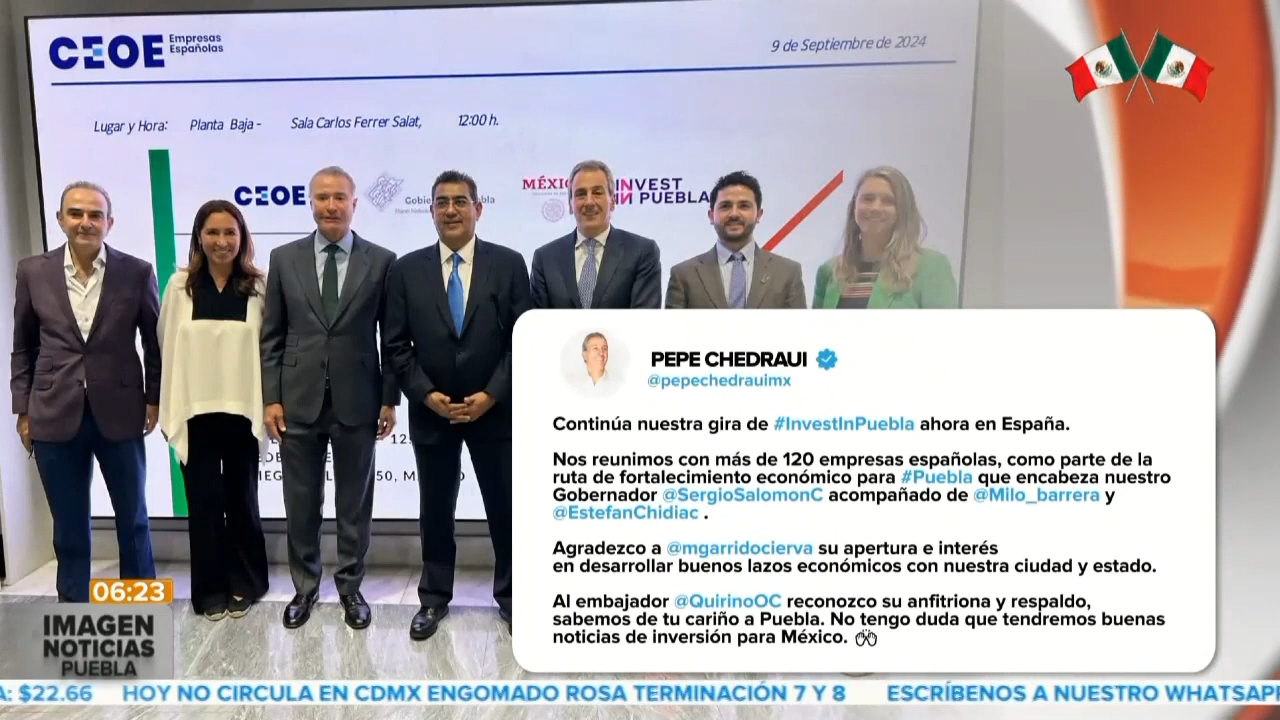 CEOE Empresas Españolas
9 de Septiembre de 2024
Lugar y Hora: Planta Baja - Sala Carlos Ferrer Salat, 12:00 h.
CEOE
MÉXIC
INVEST
IN PUEBLA
50, M
PEPE CHEDRAUI
@pepechedrauimx
Continúa nuestra gira de #InvestInPuebla ahora en España.
Nos reunimos con más de 120 empresas españolas, como parte de la
ruta de fortalecimiento económico para #Puebla que encabeza nuestro
Gobernador @SergioSalomonC acompañado de @Milo_barrera y
@EstefanChidiac .
Agradezco a @mgarridocierva su apertura e interés
en desarrollar buenos lazos económicos con nuestra ciudad y estado.
Al embajador @QuirinoOC reconozco su anfitriona y respaldo,
sabemos de tu cariño a Puebla. No tengo duda que tendremos buenas
noticias de inversión para México.
06:23
IMAGEN
NOTICIAS
PUEBLA
A: $22.66 HOY NO CIRCULA EN CDMX ENGOMADO ROSA TERMINACIÓN 7 Y 8 ESCRÍBENOS A NUESTRO WHATSAPP